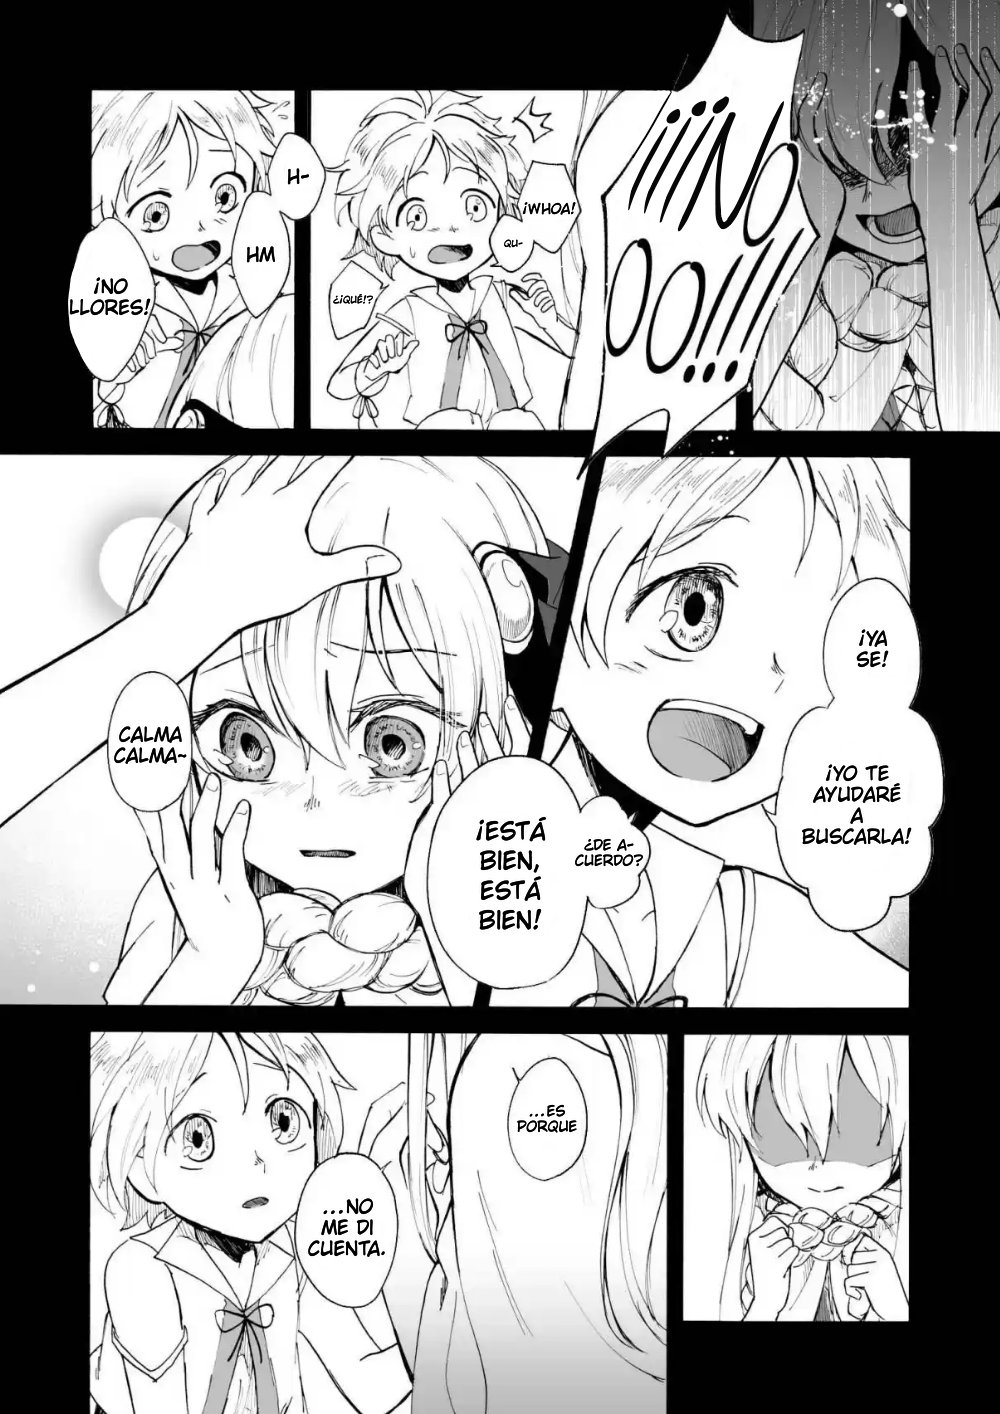 ¡¡¡¡NO
OO!!!!
¡WHOA!
QU-
¿¡QUÉ!?
H-
HM
¡NO
LLORES!
¡YA
SE!
¡YO TE
AYUDARÉ
A
BUSCARLA!
¿DE A-
CUERDO?
¡ESTÁ
BIEN,
ESTÁ
BIEN!
CALMA
CALMA~
...ES
PORQUE
...NO
ME DI
CUENTA.